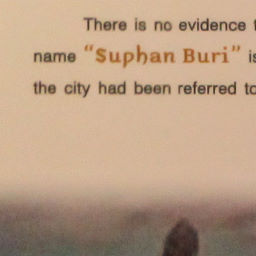 There is no evidence
name “Suphan Buri” is
the city had been referred to